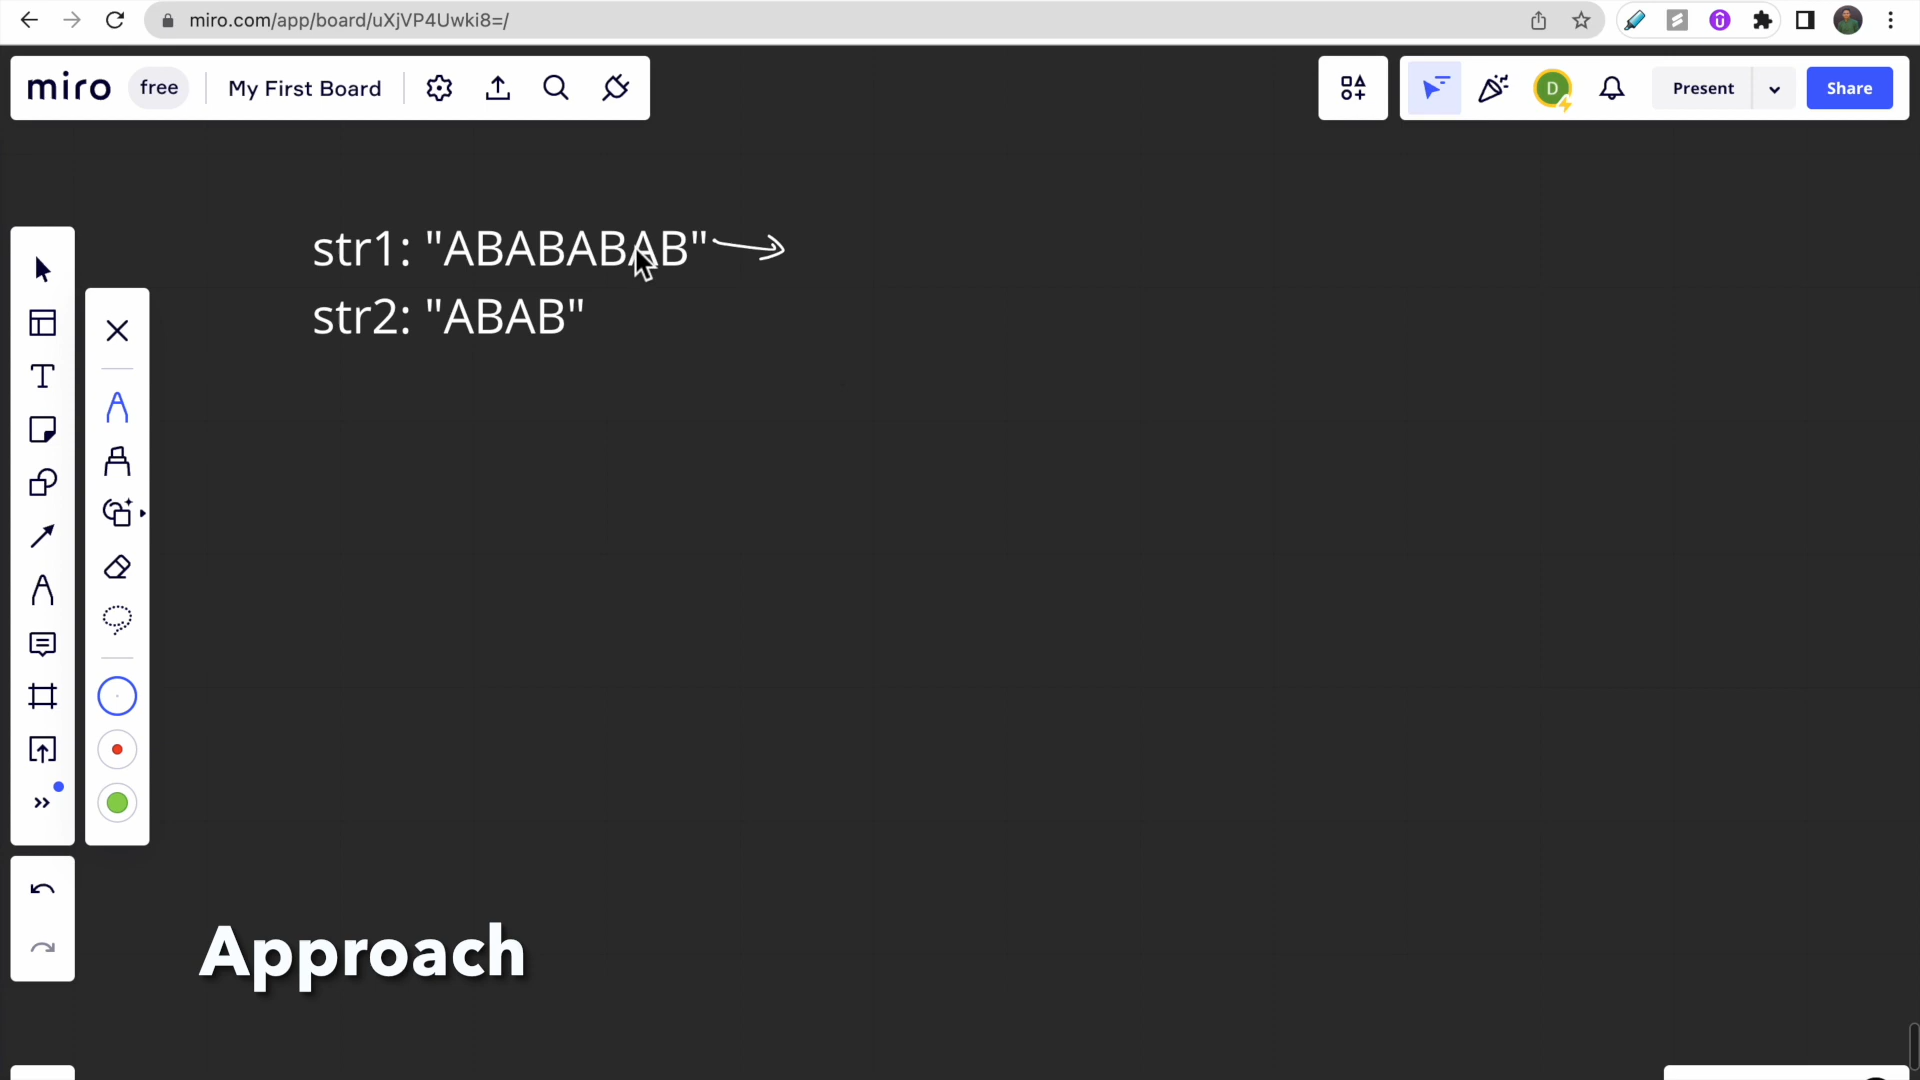 miro.com/app/board/uXjVP4Uwki8=/
miro free My First Board Present Share
D
str1: "ABABABAB"
str2: "ABAB"
Approach